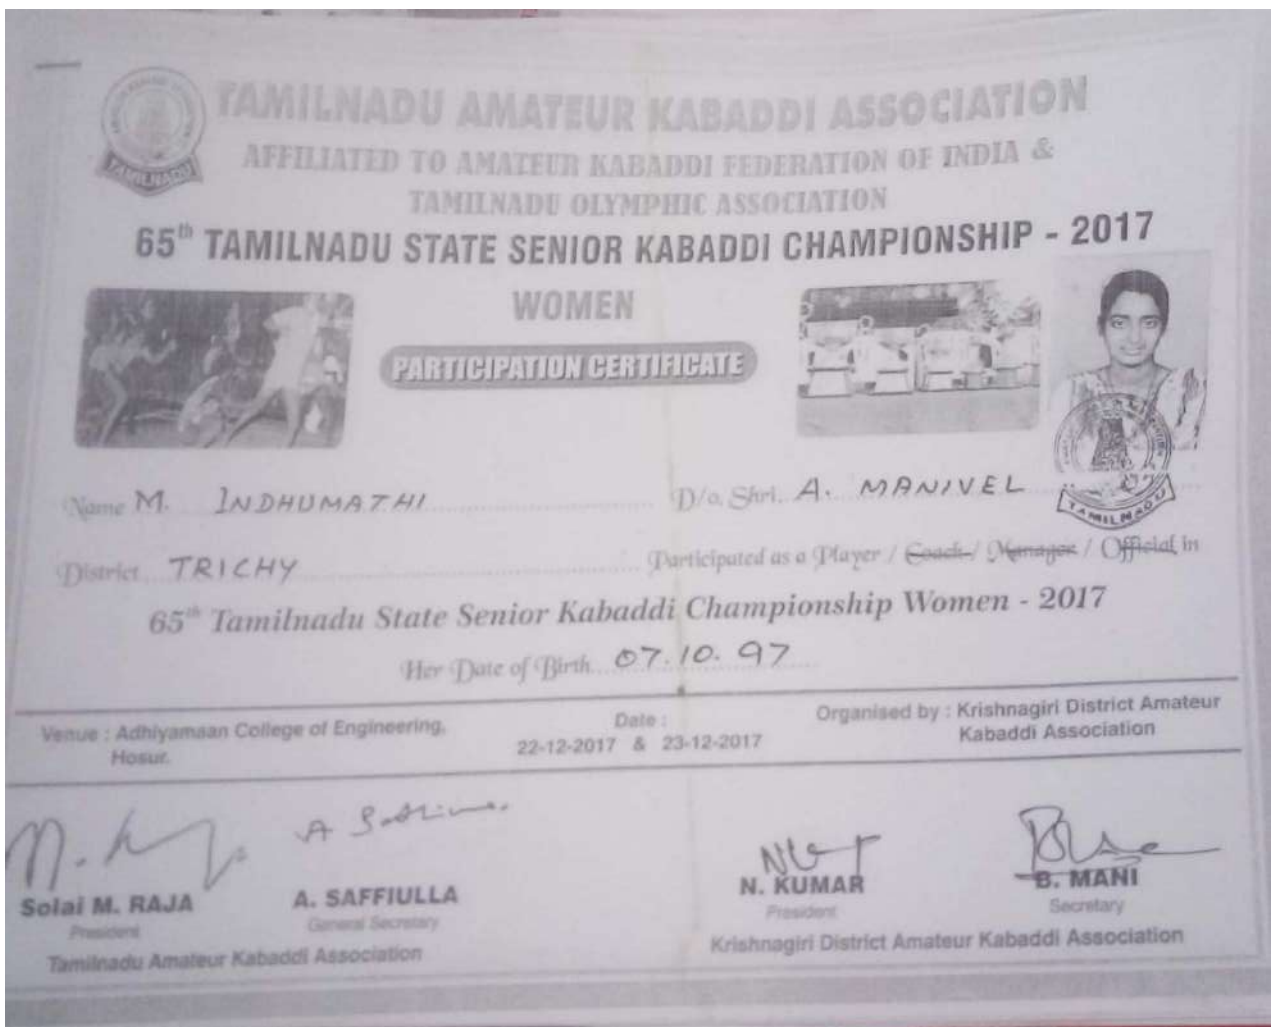 TAMILNADU AMATEUR KABADDI ASSOCIATION
AFFILIATED TO AMATEUR KABADDI FEDERATION OF INDIA &
TAMILNADU OLYMPHIC ASSOCIATION
65th TAMILNADU STATE SENIOR KABADDI CHAMPIONSHIP - 2017
WOMEN
PARTICIPATION CERTIFICATE
TAMILNADU
TAMILNADU
Name M. INDHUMATHI D/o. Shri. A. MANIVEL
District TRICHY Participated as a Player / Coach / Manager / Official in
65th Tamilnadu State Senior Kabaddi Championship Women - 2017
Her Date of Birth 07.10.97
Venue : Adhiyamaan College of Engineering,
Hosur.
Date :
22-12-2017 & 23-12-2017
Organised by : Krishnagiri District Amateur
Kabaddi Association
Solai M. RAJA
President
A. SAFFIULLA
General Secretary
Tamilnadu Amateur Kabaddi Association
N. KUMAR
President
B. MANI
Secretary
Krishnagiri District Amateur Kabaddi Association